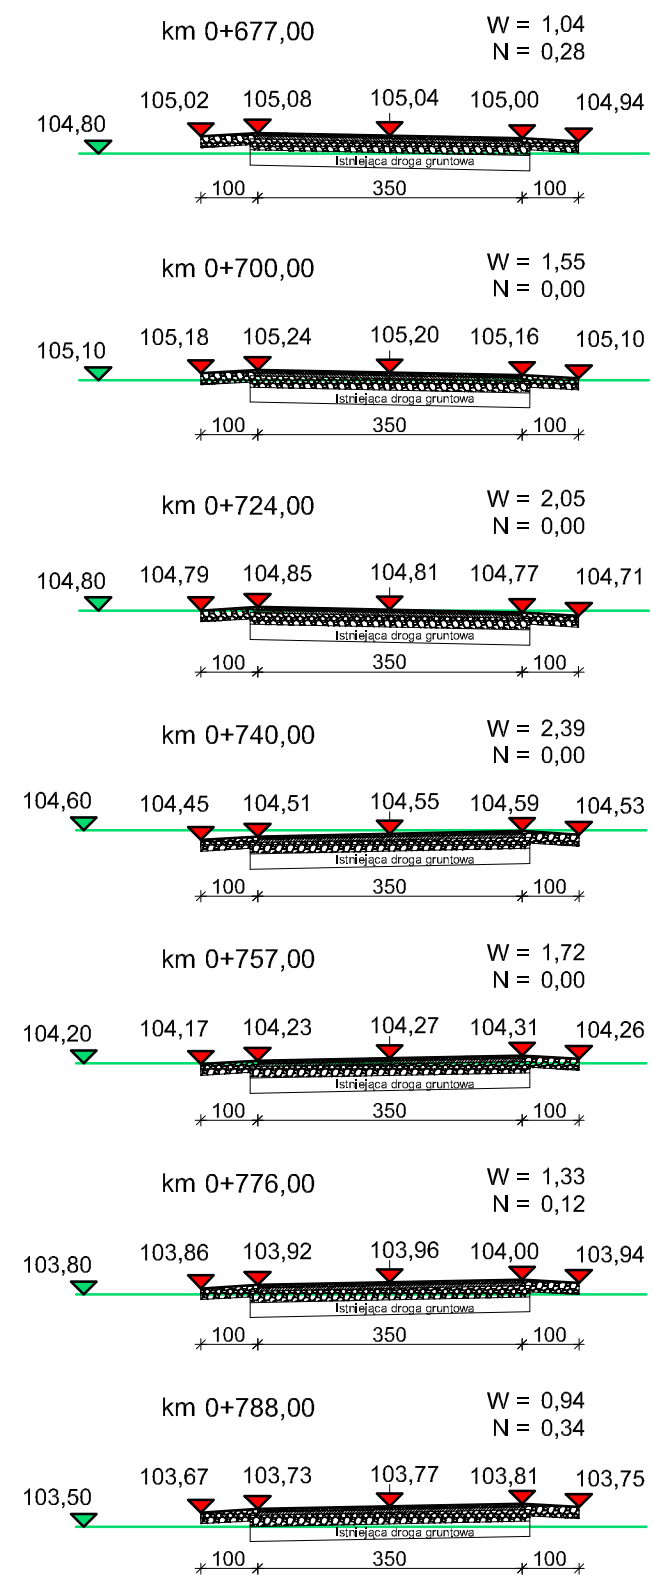 km 0+677,00
W = 1,04
N = 0,28
104,80 105,02 105,08 105,04 105,00 104,94
Istniejąca droga gruntowa
100 350 100
km 0+700,00
W = 1,55
N = 0,00
105,10 105,18 105,24 105,20 105,16 105,10
Istniejąca droga gruntowa
100 350 100
km 0+724,00
W = 2,05
N = 0,00
104,80 104,79 104,85 104,81 104,77 104,71
Istniejąca droga gruntowa
100 350 100
km 0+740,00
W = 2,39
N = 0,00
104,60 104,45 104,51 104,55 104,59 104,53
Istniejąca droga gruntowa
100 350 100
km 0+757,00
W = 1,72
N = 0,00
104,20 104,17 104,23 104,27 104,31 104,26
Istniejąca droga gruntowa
100 350 100
km 0+776,00
W = 1,33
N = 0,12
103,80 103,86 103,92 103,96 104,00 103,94
Istniejąca droga gruntowa
100 350 100
km 0+788,00
W = 0,94
N = 0,34
103,50 103,67 103,73 103,77 103,81 103,75
Istniejąca droga gruntowa
100 350 100